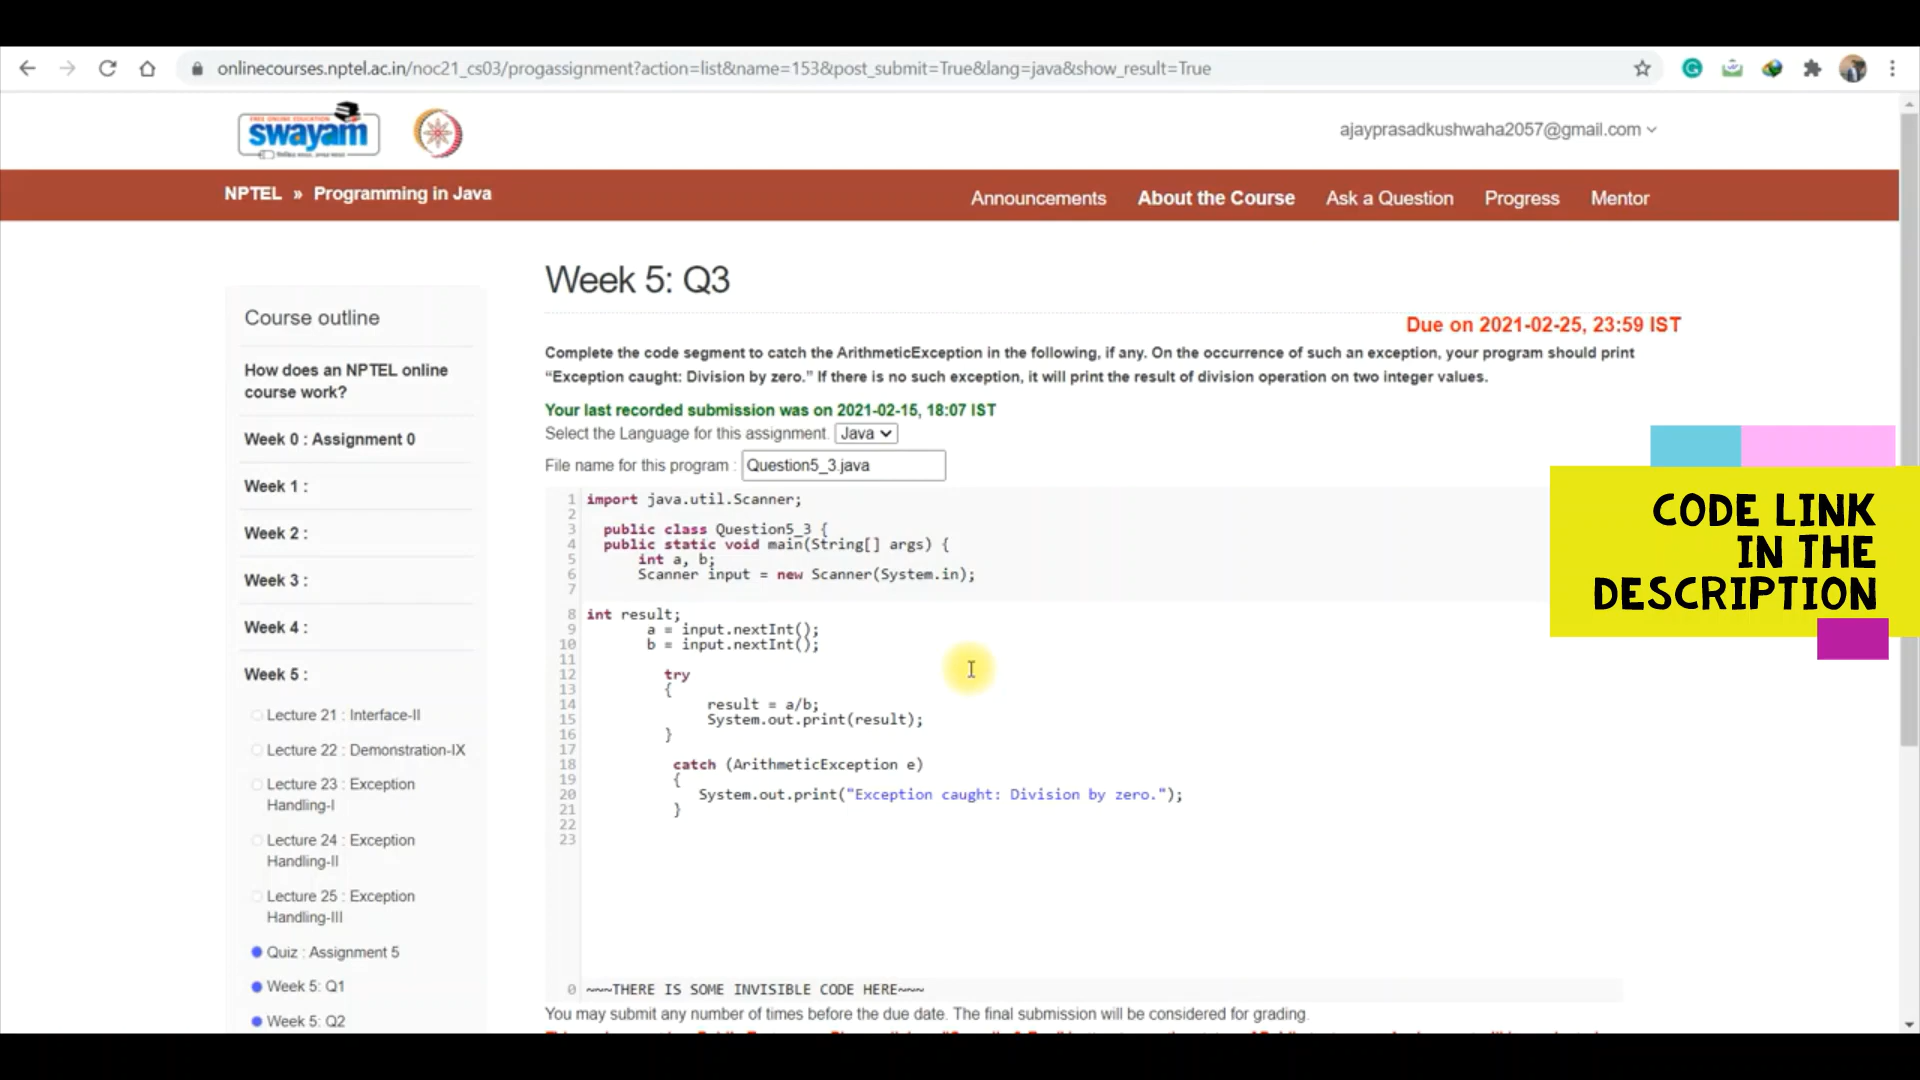 onlinecourses.nptel.ac.in/noc21_cs03/progassignment?action=list&name=153&post_submit=True&lang=java&show_result=True
FREE ONLINE EDUCATION
swayam
ajayprasadkushwaha2057@gmail.com
NPTEL » Programming in Java
Announcements
About the Course
Ask a Question
Progress
Mentor
Course outline
How does an NPTEL online
course work?
Week 0 : Assignment 0
Week 1 :
Week 2 :
Week 3 :
Week 4 :
Week 5 :
Lecture 21 : Interface-II
Lecture 22 : Demonstration-IX
Lecture 23 : Exception
Handling-I
Lecture 24 : Exception
Handling-II
Lecture 25 : Exception
Handling-III
Quiz : Assignment 5
Week 5: Q1
Week 5: Q2
Week 5: Q3
Due on 2021-02-25, 23:59 IST
Complete the code segment to catch the ArithmeticException in the following, if any. On the occurrence of such an exception, your program should print
“Exception caught: Division by zero.” If there is no such exception, it will print the result of division operation on two integer values.
Your last recorded submission was on 2021-02-15, 18:07 IST
Select the Language for this assignment. Java
File name for this program : Question5_3.java
1 import java.util.Scanner;
2
3 public class Question5_3 {
4 public static void main(String[] args) {
5 int a, b;
6 Scanner input = new Scanner(System.in);
7
8 int result;
9 a = input.nextInt();
10 b = input.nextInt();
11
12 try
13 {
14 result = a/b;
15 System.out.print(result);
16 }
17
18 catch (ArithmeticException e)
19 {
20 System.out.print("Exception caught: Division by zero.");
21 }
22
23
0 ~~~THERE IS SOME INVISIBLE CODE HERE~~~
You may submit any number of times before the due date. The final submission will be considered for grading.
CODE LINK
IN THE
DESCRIPTION